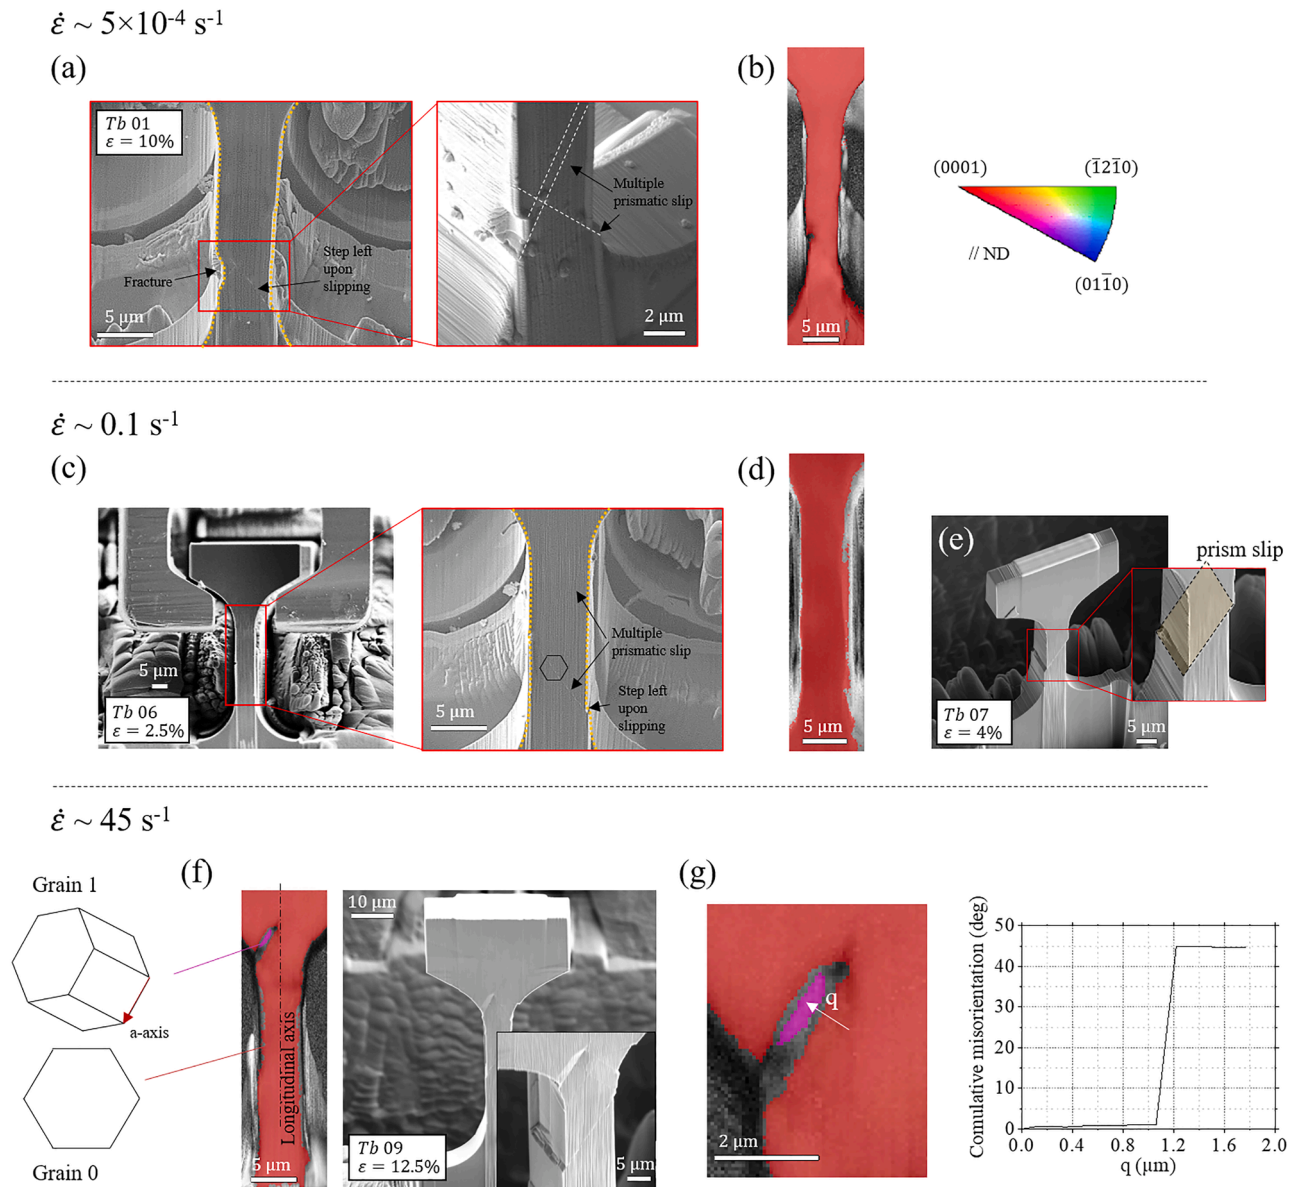 ε̇ ~ 5×10⁻⁴ s⁻¹
(a)
Tb 01
ε = 10%
Fracture
Step left
upon
slipping
5 μm
Multiple
prismatic slip
2 μm
(b)
5 μm
(0001)
(1̅21̅0)
// ND
(011̅0)
ε̇ ~ 0.1 s⁻¹
(c)
5 μm
Tb 06
ε = 2.5%
Multiple
prismatic slip
Step left
upon
slipping
5 μm
(d)
5 μm
(e)
prism slip
Tb 07
ε = 4%
5 μm
ε̇ ~ 45 s⁻¹
Grain 1
a-axis
Grain 0
(f)
Longitudinal axis
5 μm
10 μm
Tb 09
ε = 12.5%
5 μm
(g)
q
2 μm
Comulative misorientation (deg)
50
40
30
20
10
0
0.0 0.4 0.8 1.2 1.6 2.0
q (μm)